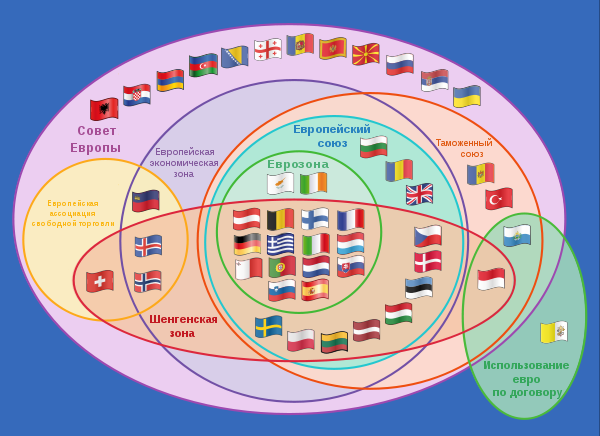 Совет
Европы
Европейская
экономическая
зона
Европейский
союз
Таможенный
союз
Еврозона
Европейская
ассоциация
свободной торговли
Шенгенская
зона
Использование
евро
по договору